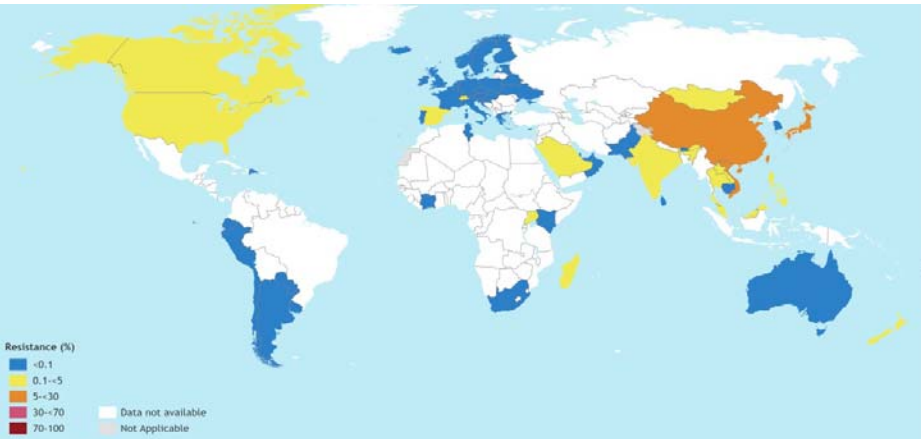 Resistance (%)
<0.1
0.1-<5
5-<30
30-<70
70-100
Data not available
Not Applicable